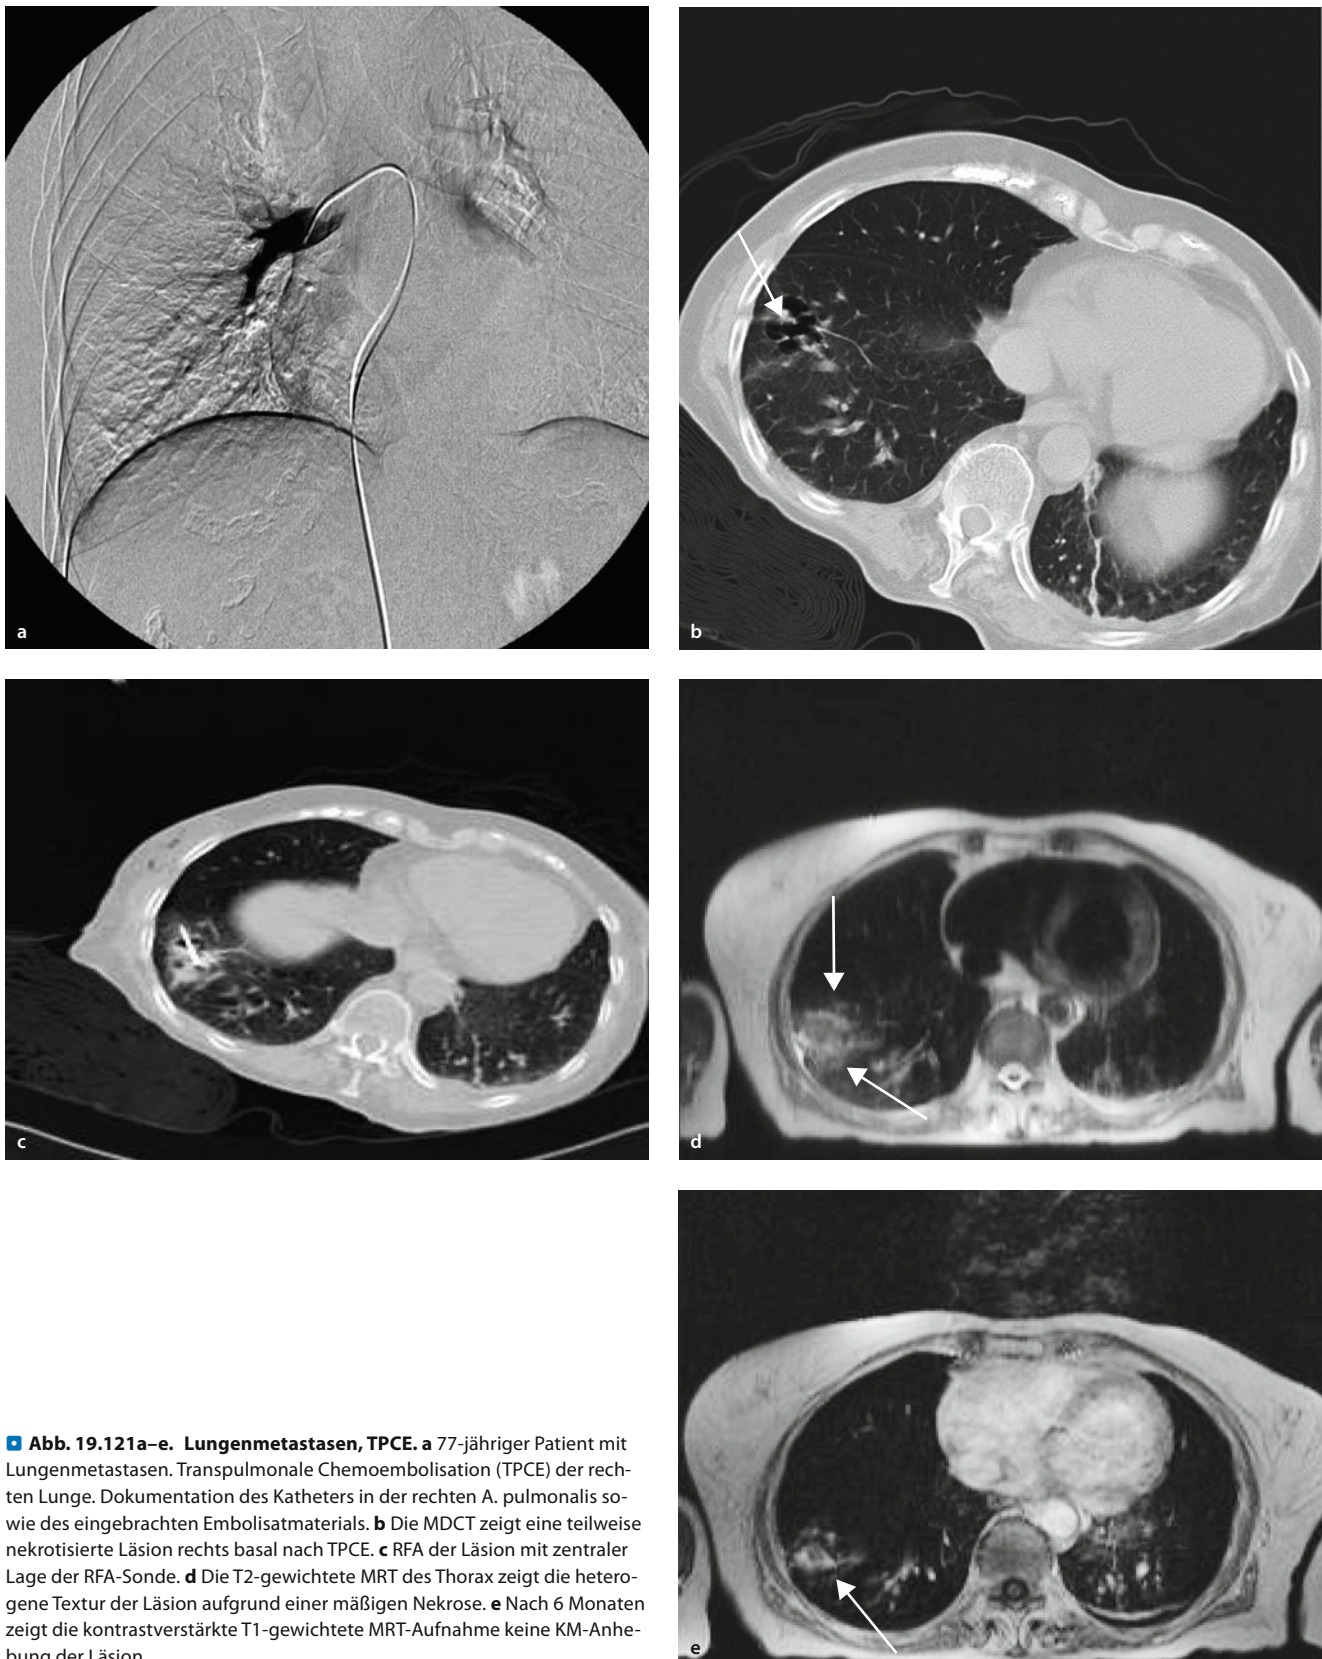 a
b
c
d
e
Abb. 19.121a–e. Lungenmetastasen, TPCE. a 77-jähriger Patient mit
Lungenmetastasen. Transpulmonale Chemoembolisation (TPCE) der rech-
ten Lunge. Dokumentation des Katheters in der rechten A. pulmonalis so-
wie des eingebrachten Embolisatmaterials. b Die MDCT zeigt eine teilweise
nekrotisierte Läsion rechts basal nach TPCE. c RFA der Läsion mit zentraler
Lage der RFA-Sonde. d Die T2-gewichtete MRT des Thorax zeigt die hetero-
gene Textur der Läsion aufgrund einer mäßigen Nekrose. e Nach 6 Monaten
zeigt die kontrastverstärkte T1-gewichtete MRT-Aufnahme keine KM-Anhe-
bung der Läsion